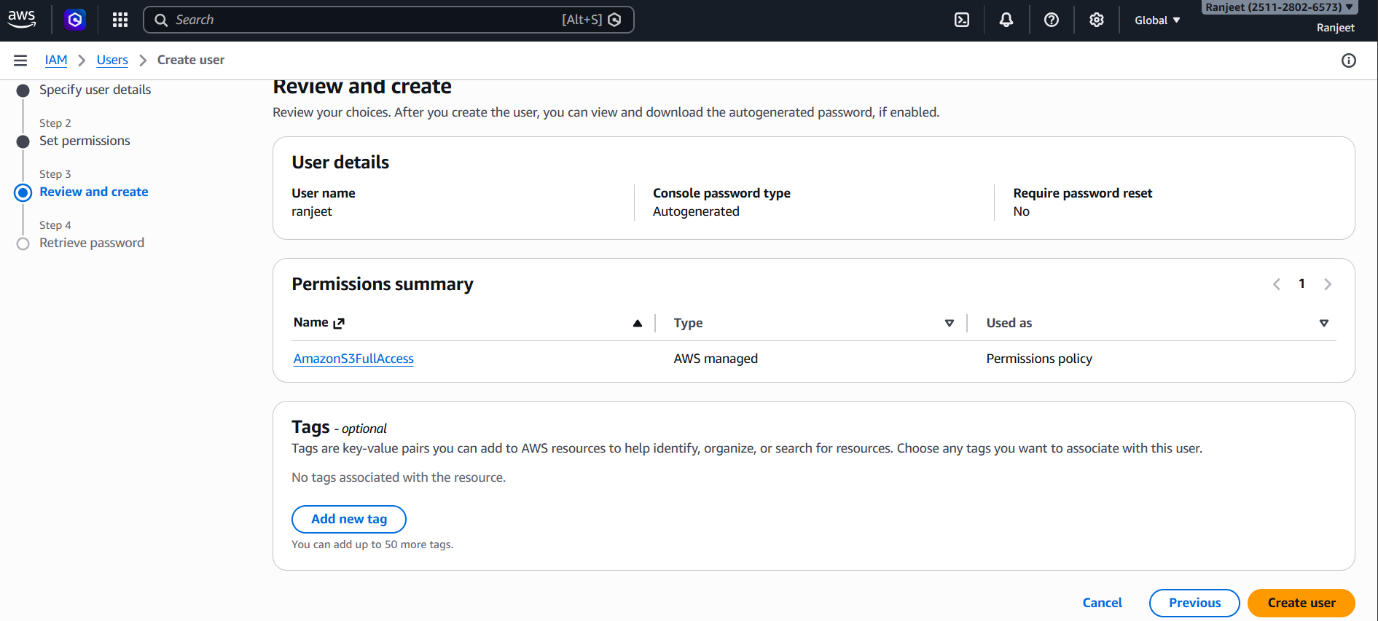 aws
Search [Alt+S]
Global
Ranjeet (2511-2802-6573)
Ranjeet
IAM > Users > Create user
Specify user details
Step 2
Set permissions
Step 3
Review and create
Step 4
Retrieve password
Review and create
Review your choices. After you create the user, you can view and download the autogenerated password, if enabled.
User details
User name
ranjeet
Console password type
Autogenerated
Require password reset
No
Permissions summary
1
Name Type Used as
AmazonS3FullAccess AWS managed Permissions policy
Tags - optional
Tags are key-value pairs you can add to AWS resources to help identify, organize, or search for resources. Choose any tags you want to associate with this user.
No tags associated with the resource.
Add new tag
You can add up to 50 more tags.
Cancel Previous Create user